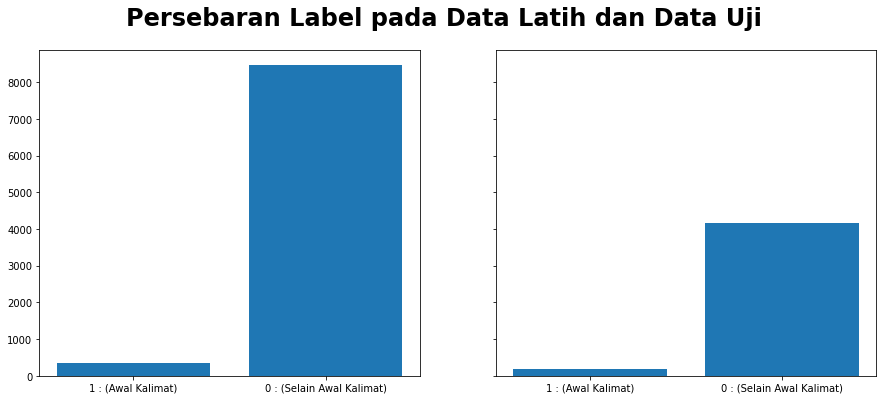 Persebaran Label pada Data Latih dan Data Uji
8000
7000
6000
5000
4000
3000
2000
1000
0
1 : (Awal Kalimat)
0 : (Selain Awal Kalimat)
1 : (Awal Kalimat)
0 : (Selain Awal Kalimat)